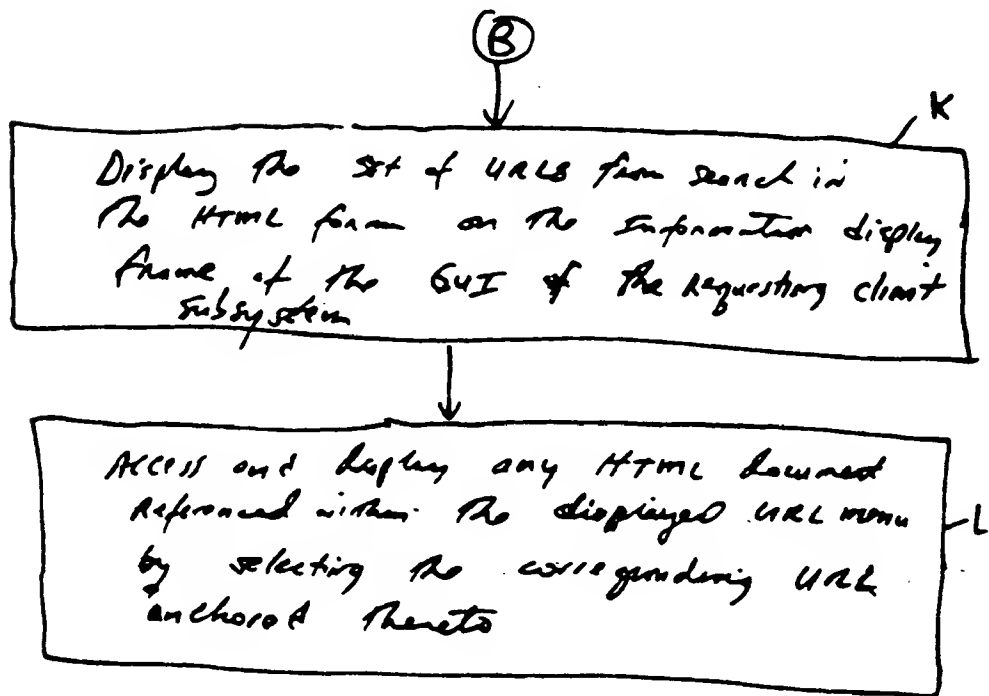 B
K
Display the set of URLs from search in
the HTML form on the Information display
frame of the GUI of the Requesting client
subsystem
Access and display any HTML document
Referenced within the displayed URL menu
L
by selecting the corresponding URL
anchored thereto